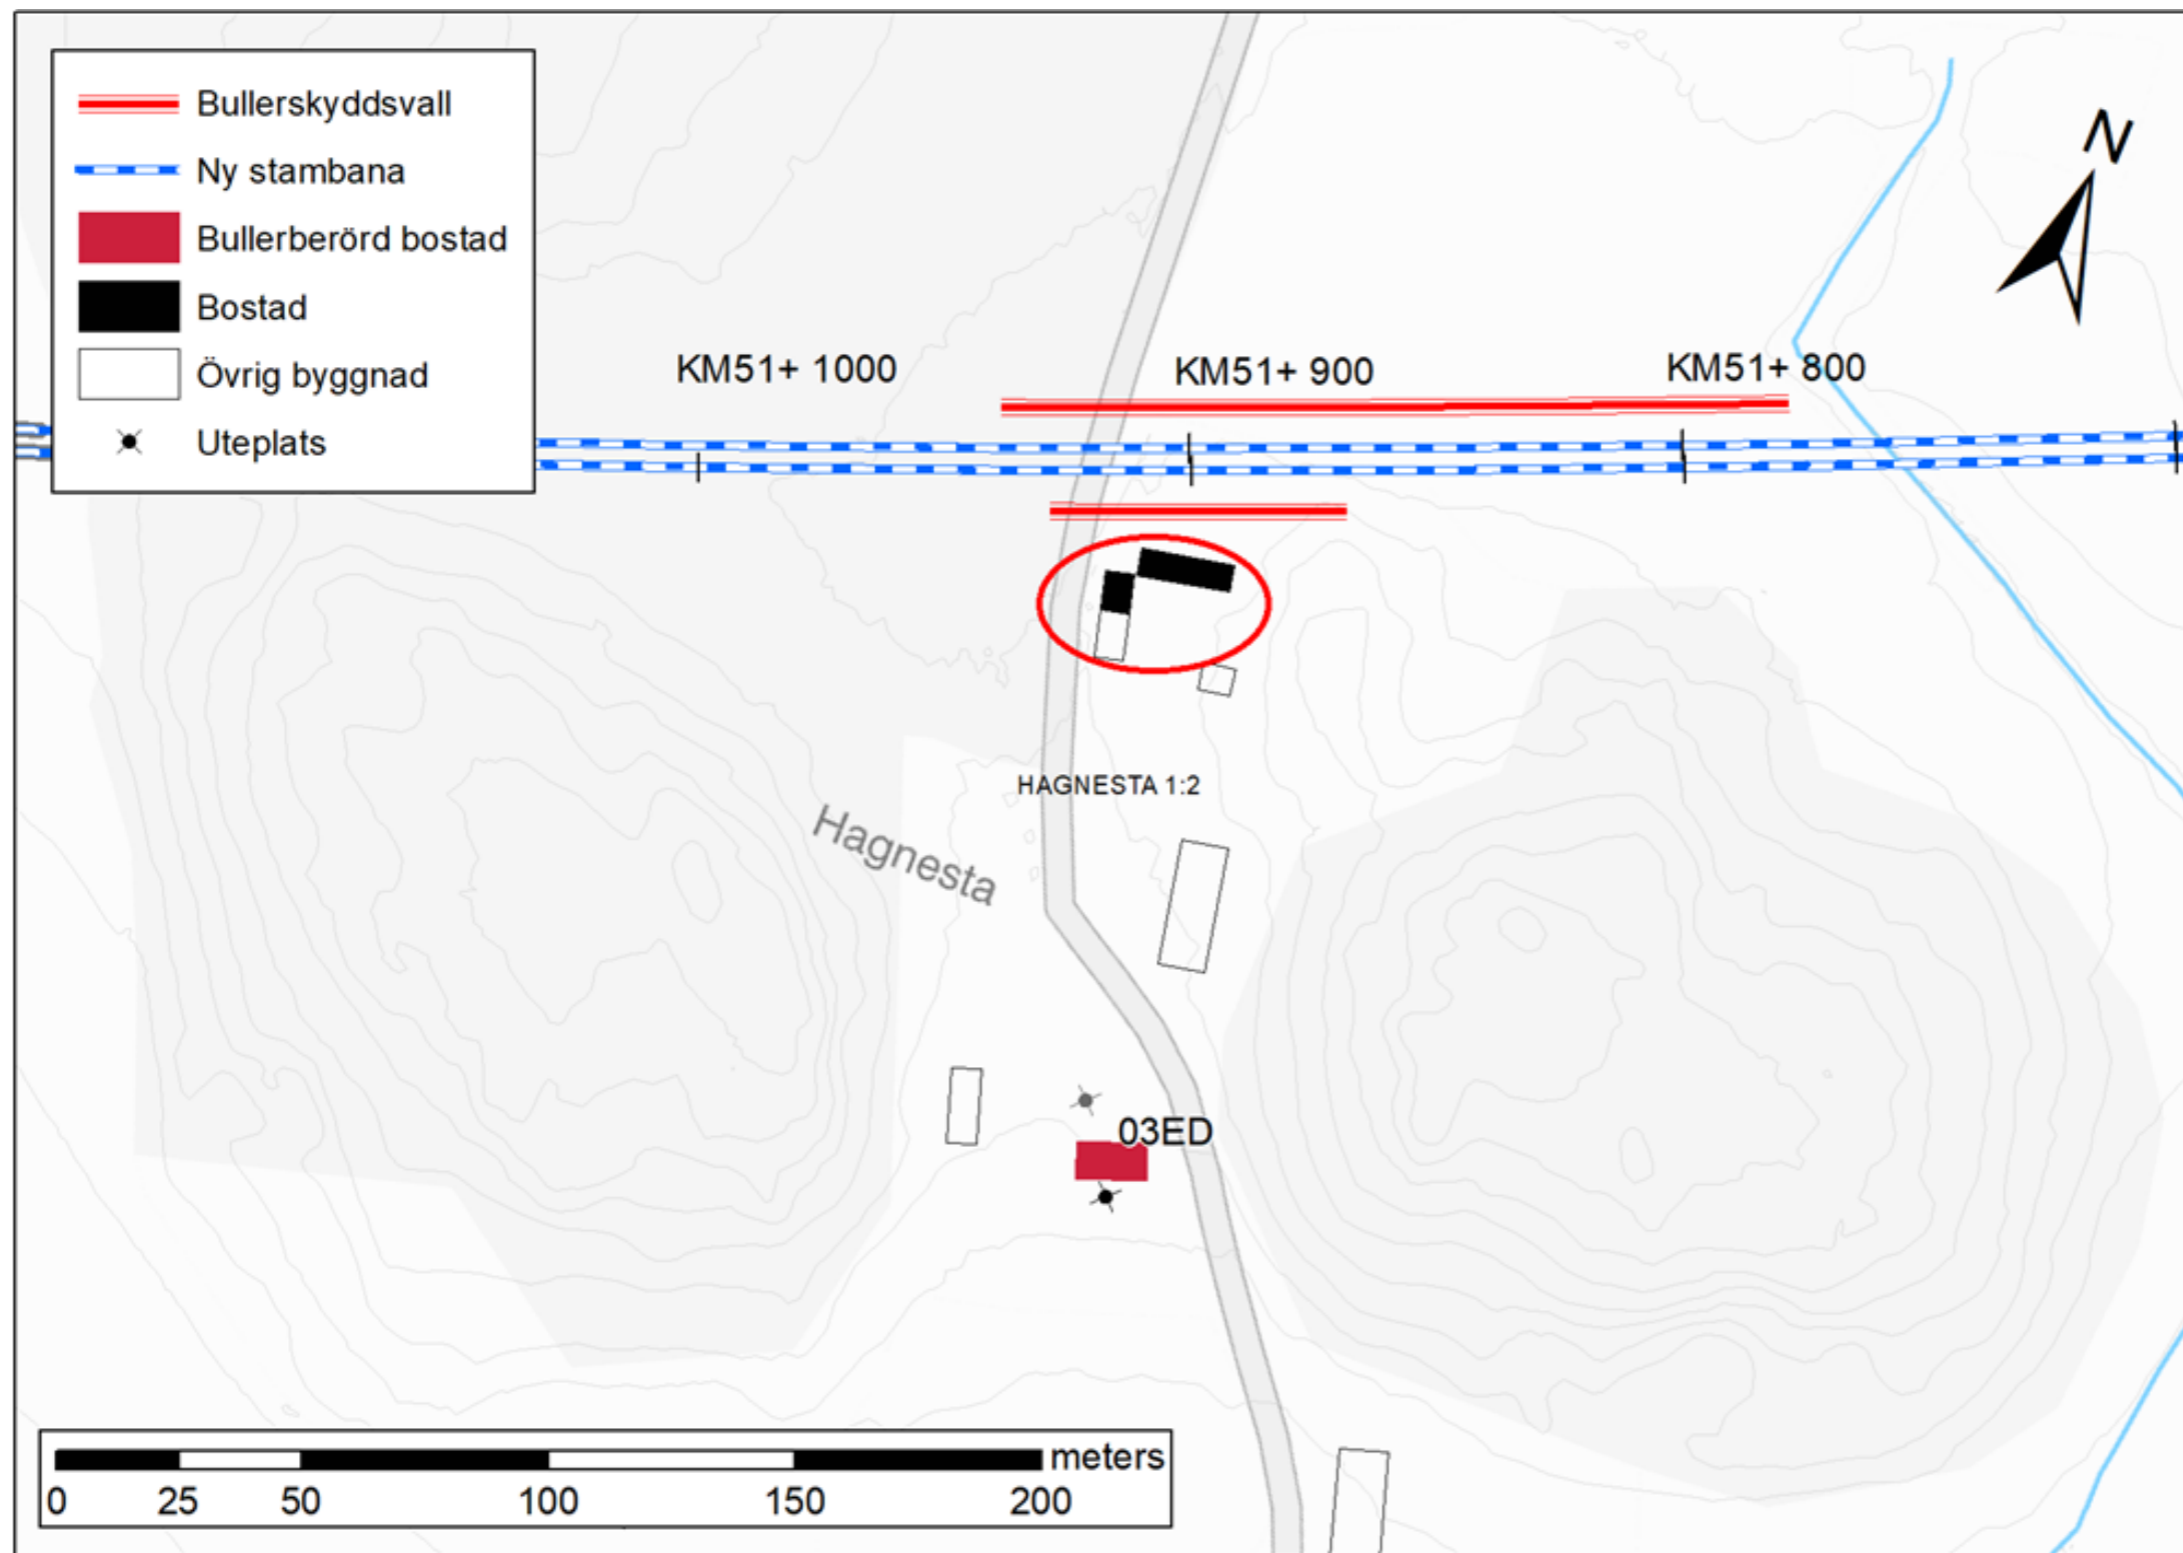 Bullerskyddsvall
Ny stambana
Bullerberörd bostad
Bostad
Övrig byggnad
Uteplats
N
KM51+ 1000
KM51+ 900
KM51+ 800
HAGNESTA 1:2
Hagnesta
03ED
meters
0 25 50 100 150 200